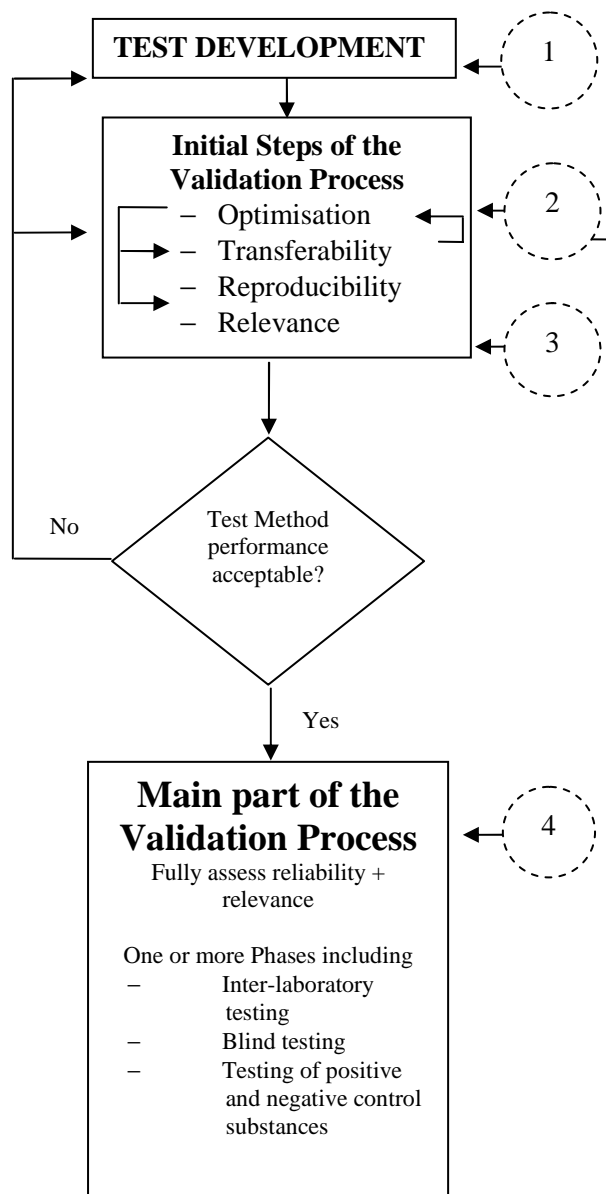 TEST DEVELOPMENT
1
Initial Steps of the
Validation Process
– Optimisation
– Transferability
– Reproducibility
– Relevance
2
3
No
Test Method
performance
acceptable?
Yes
Main part of the
Validation Process
Fully assess reliability +
relevance
One or more Phases including
– Inter-laboratory
testing
– Blind testing
– Testing of positive
and negative control
substances
4